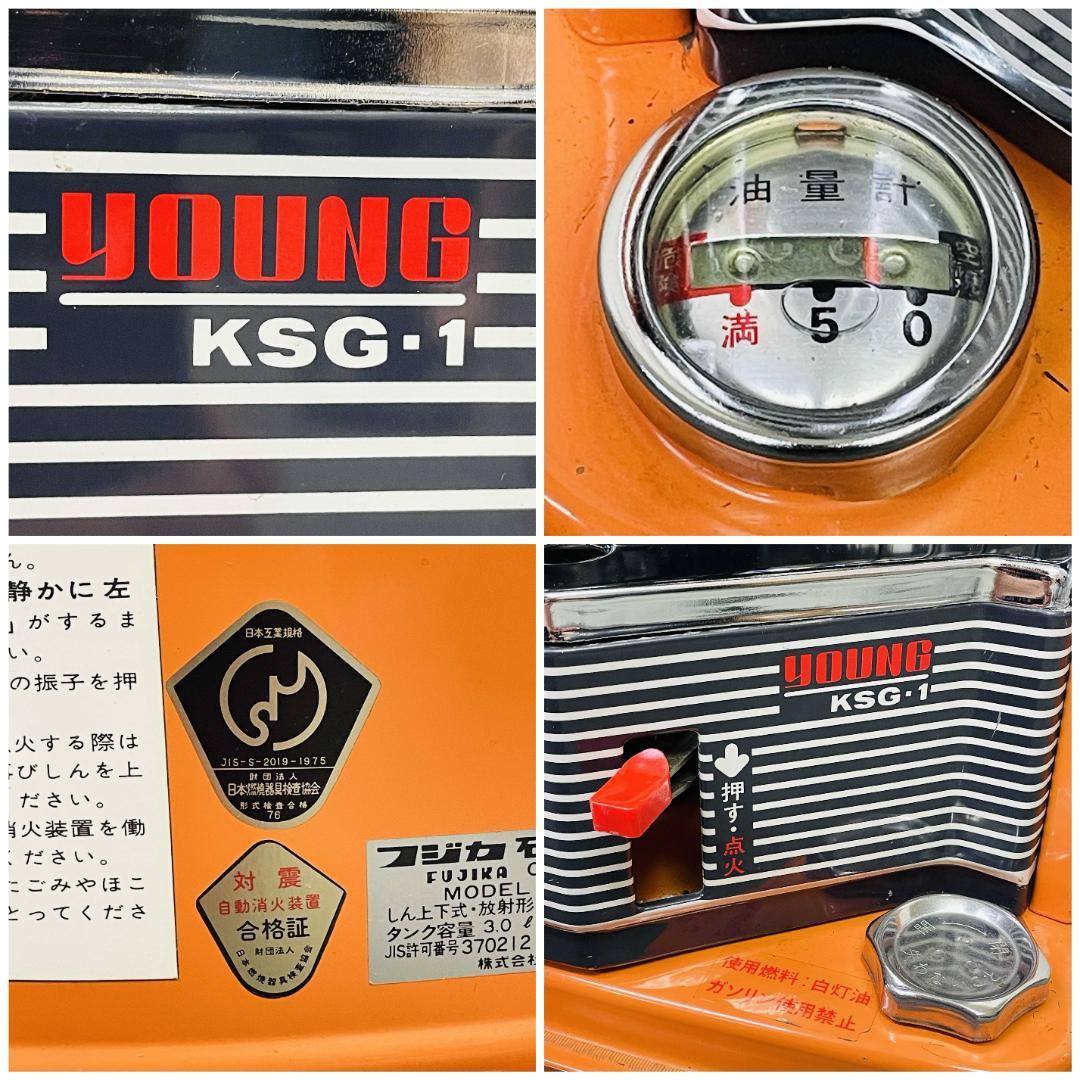 YOUNG
KSG·1
油量計
危険
空焼
満 5 0
ん。
静かに左
」がするま
い。
の振子を押
火する際は
再びしんを上
ください。
消火装置を働
ください。
にごみやほこ
とってくださ
日本工業規格
JIS-S-2019-1975
財団法人
日本燃焼器具検査協会
形式検査合格
76
対震
自動消火装置
合格証
財団法人
日本燃焼器具検査協会
フジカ石
FUJIKA
MODEL
しん上下式・放射形
タンク容量 3.0 ℓ
JIS許可番号370212
株式会
YOUNG
KSG·1
押す・点火
使用燃料：白灯油
ガソリン使用禁止